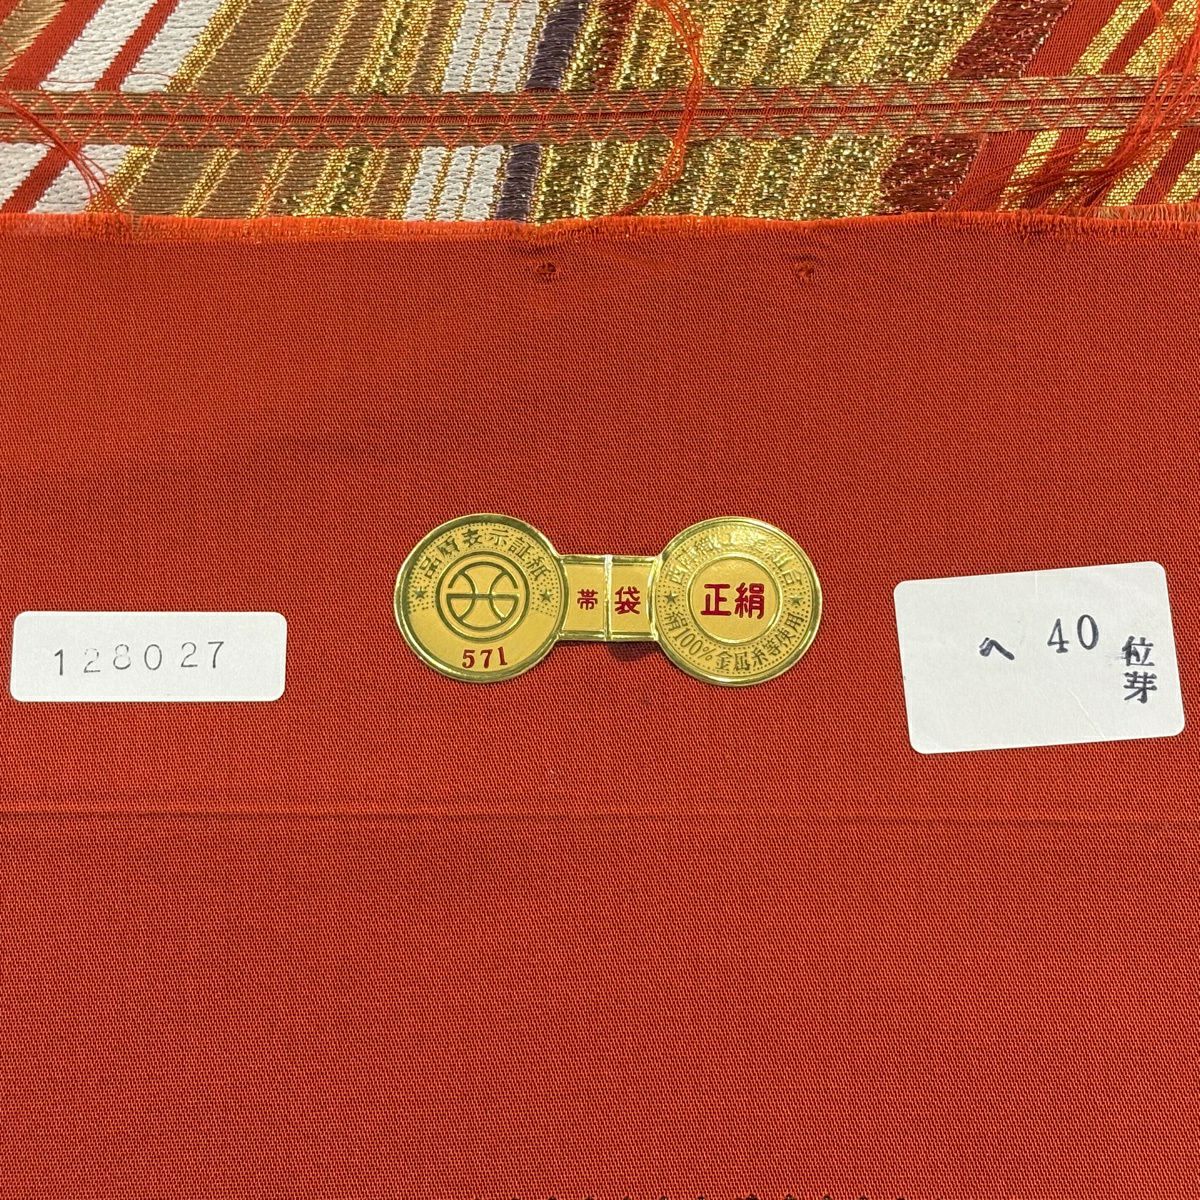 128027
品質表示証紙
571
帯袋
西陣織工業組合
正絹
絹100%金属糸等使用
へ 40 位芽